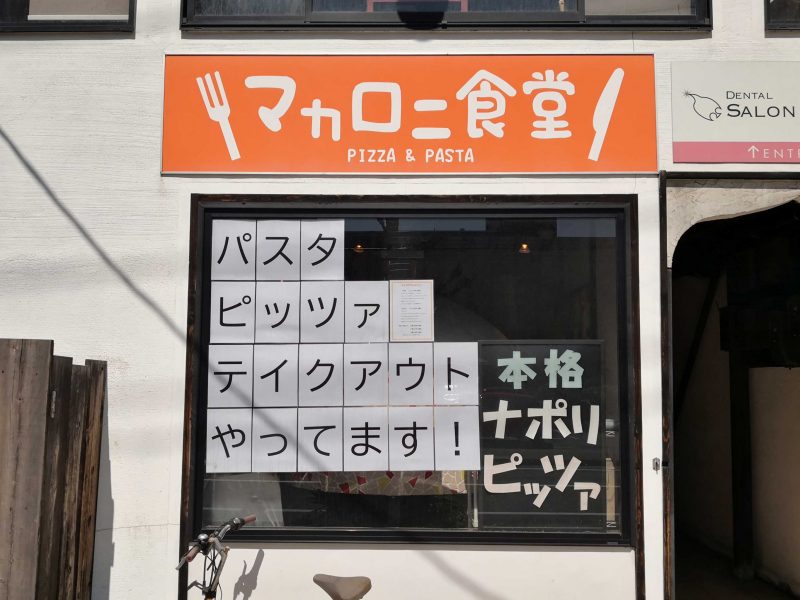 マカロニ食堂
PIZZA & PASTA
DENTAL
SALON
↑ENTE
パスタ
ピッツァ
テイクアウト
やってます！
本格
ナポリ
ピッツァ